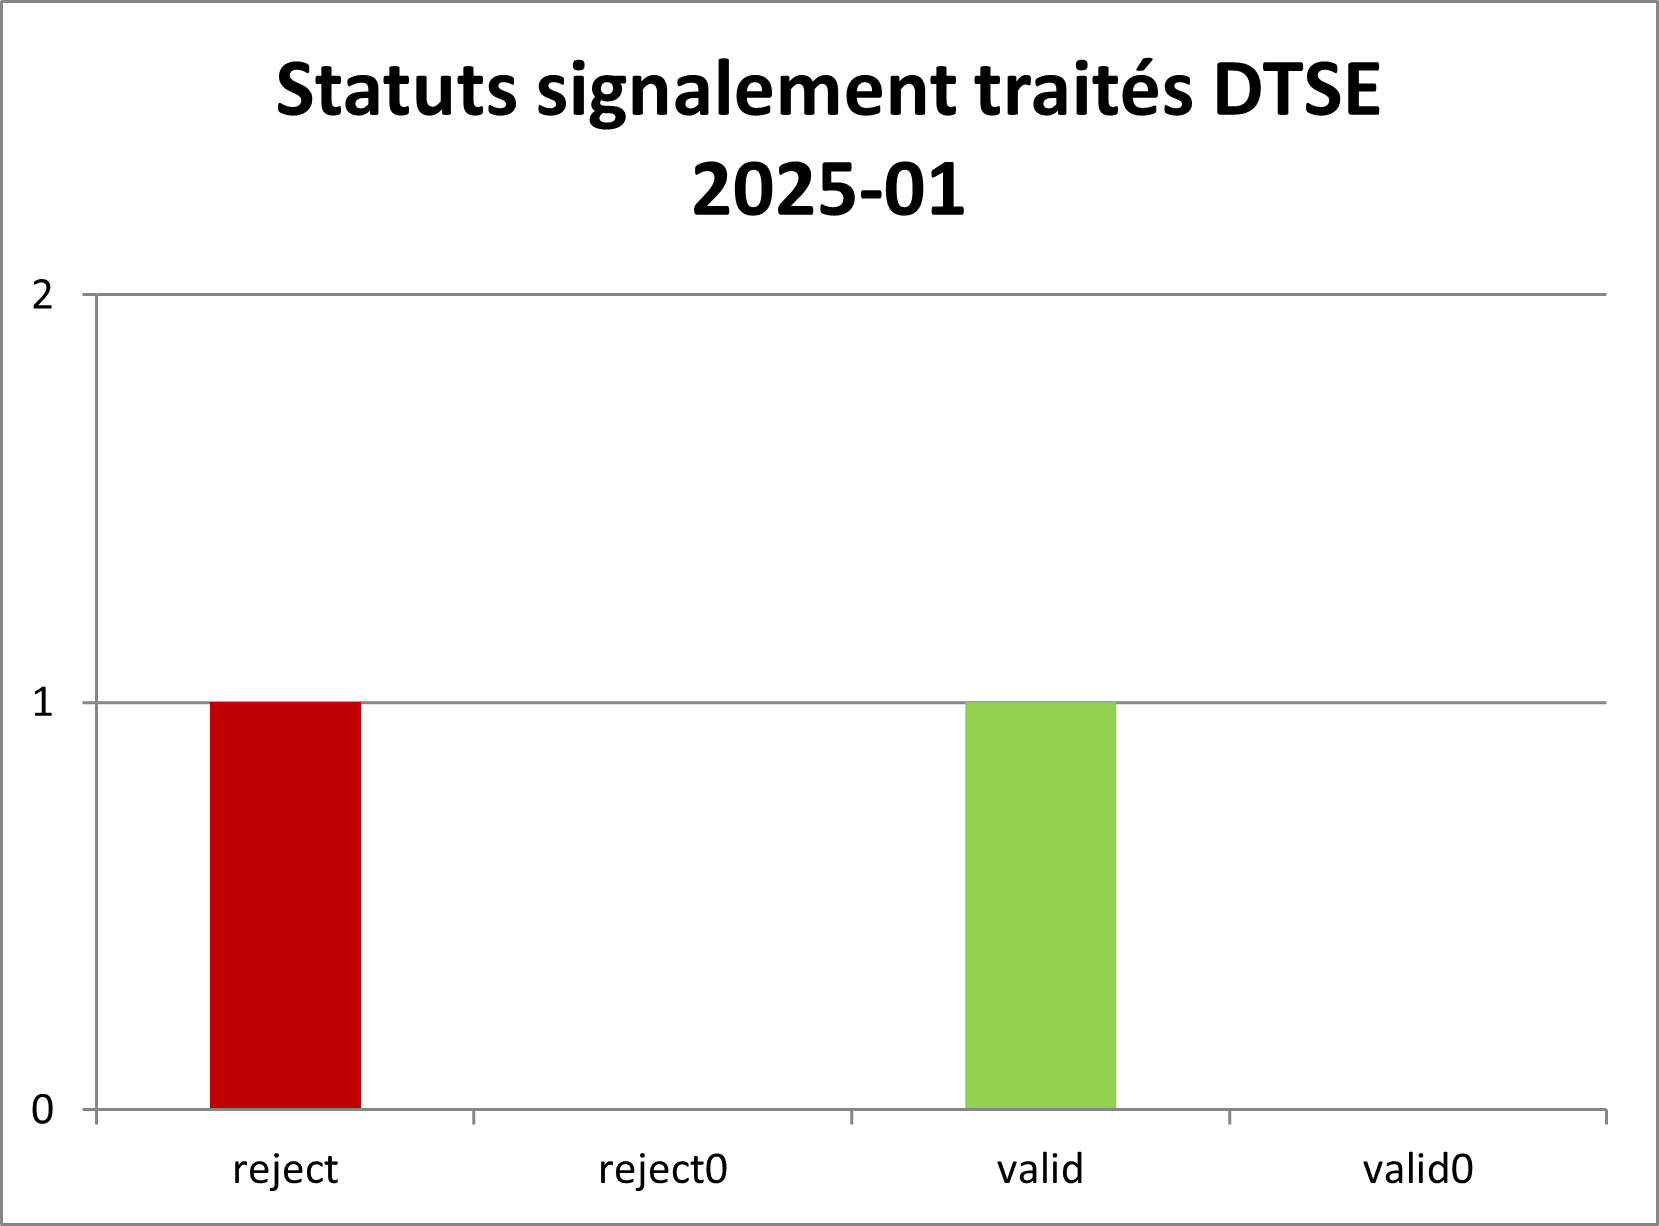 Statuts signalement traités DTSE
2025-01
2
1
0
reject
reject0
valid
valid0